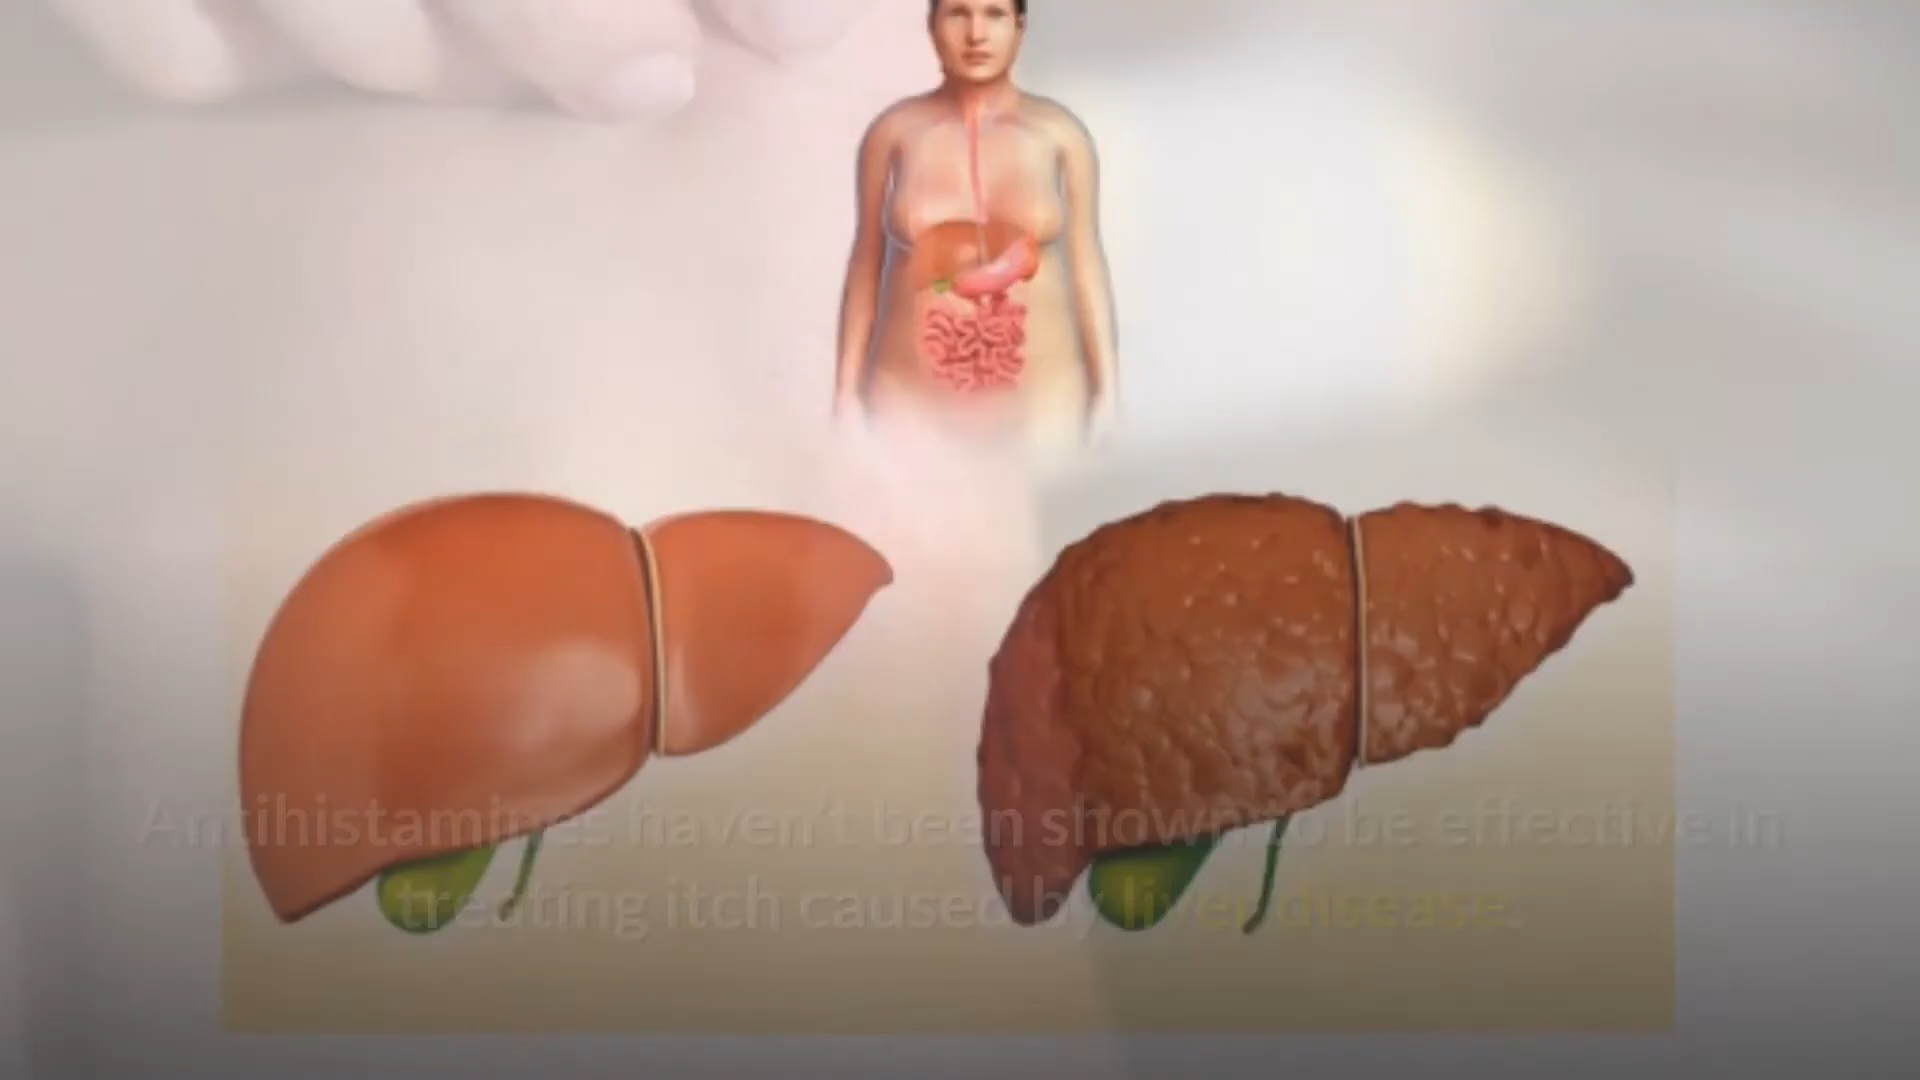 Antihistamines haven't been shown to be effective in
treating itch caused by liver disease.